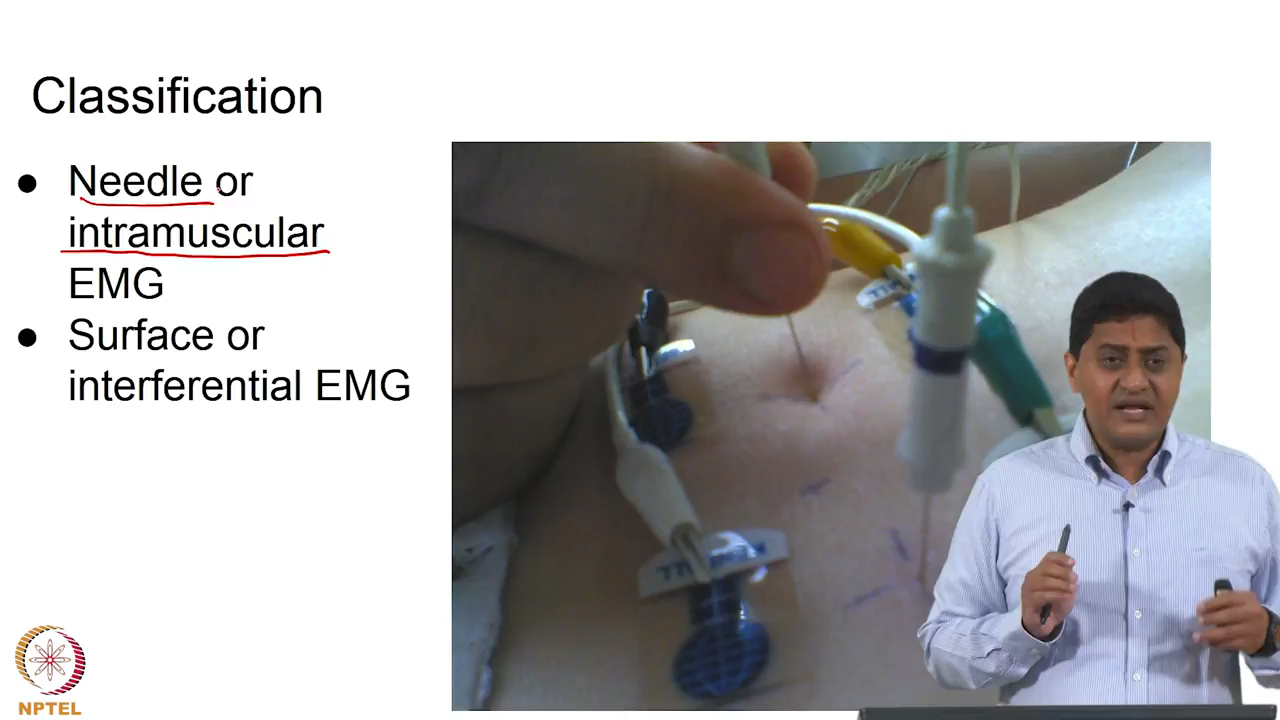 Classification
● Needle or
intramuscular
EMG
● Surface or
interferential EMG
NPTEL